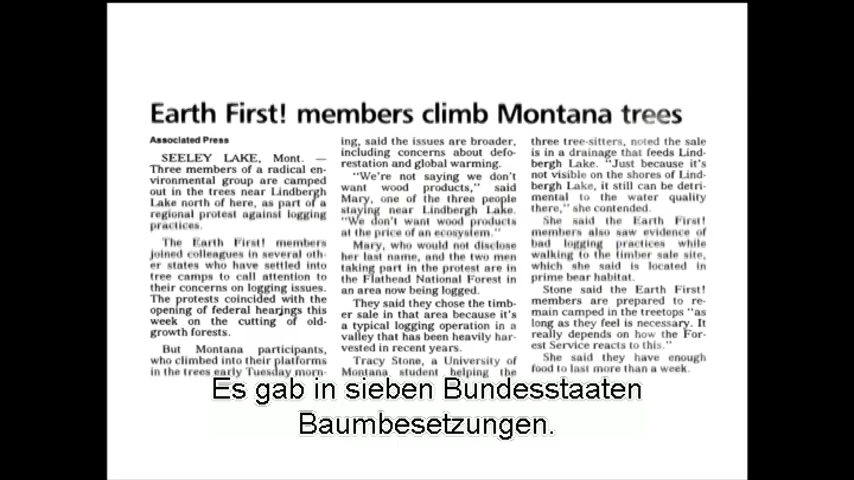 Earth First! members climb Montana trees
Associated Press
SEELEY LAKE, Mont. —
Three members of a radical en-
vironmental group are camped
out in the trees near Lindbergh
Lake north of here, as part of a
regional protest against logging
practices.
The Earth First! members
joined colleagues in several oth-
er states who have settled into
tree camps to call attention to
their concerns on logging issues.
The protests coincided with the
opening of federal hearings this
week on the cutting of old-
growth forests.
But Montana participants,
who climbed into their platforms
in the trees early Tuesday morn-
ing, said the issues are broader,
including concerns about defo-
restation and global warming.
"We're not saying we don't
want wood products," said
Mary, one of the three people
staying near Lindbergh Lake.
"We don't want wood products
at the price of an ecosystem."
Mary, who would not disclose
her last name, and the two men
taking part in the protest are in
the Flathead National Forest in
an area now being logged.
They said they chose the timb-
er sale in that area because it's
a typical logging operation in a
valley that has been heavily har-
vested in recent years.
Tracy Stone, a University of
Montana student helping the
three tree-sitters, noted the sale
is in a drainage that feeds Lind-
bergh Lake. "Just because it's
not visible on the shores of Lind-
bergh Lake, it still can be detri-
mental to the water quality
there," she contended.
She said the Earth First!
members also saw evidence of
bad logging practices while
walking to the timber sale site,
which she said is located in
prime bear habitat.
Stone said the Earth First!
members are prepared to re-
main camped in the treetops "as
long as they feel is necessary. It
really depends on how the For-
est Service reacts to this."
She said they have enough
food to last more than a week.
Es gab in sieben Bundesstaaten
Baumbesetzungen.